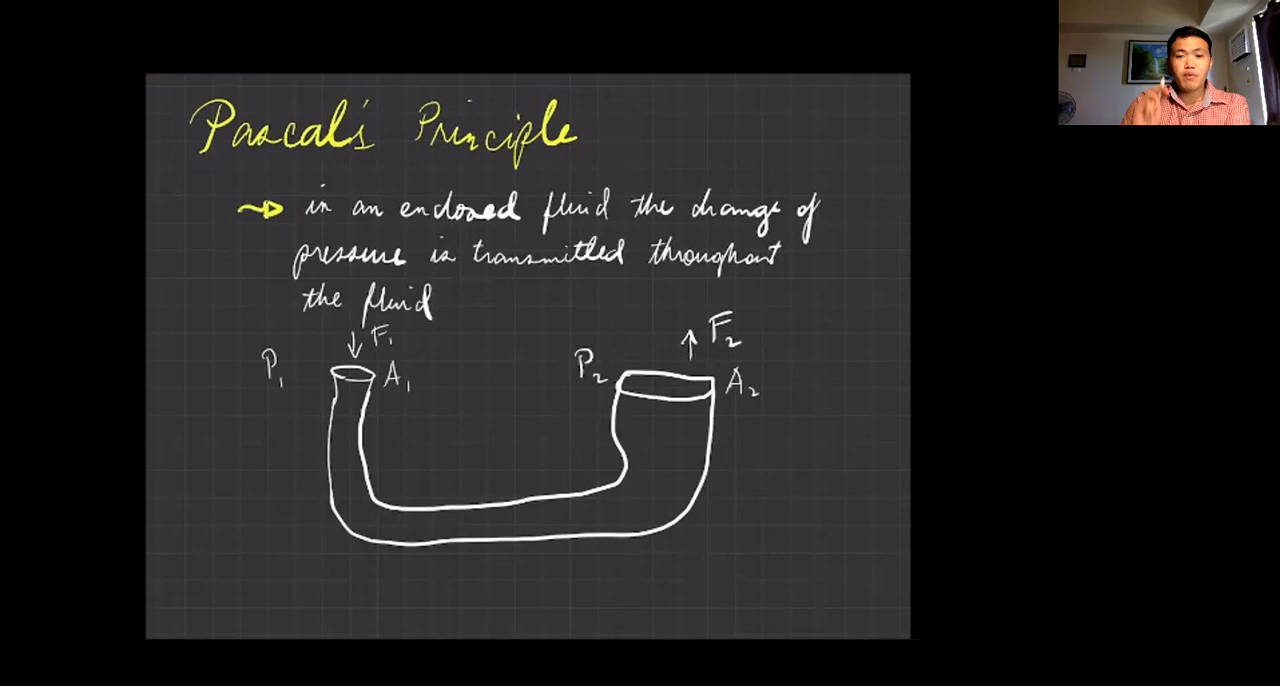 Pascal's Principle
→ in an enclosed fluid the change of
pressure is transmitted throughout
the fluid
F₁
F₂
P₁ A₁ P₂ A₂